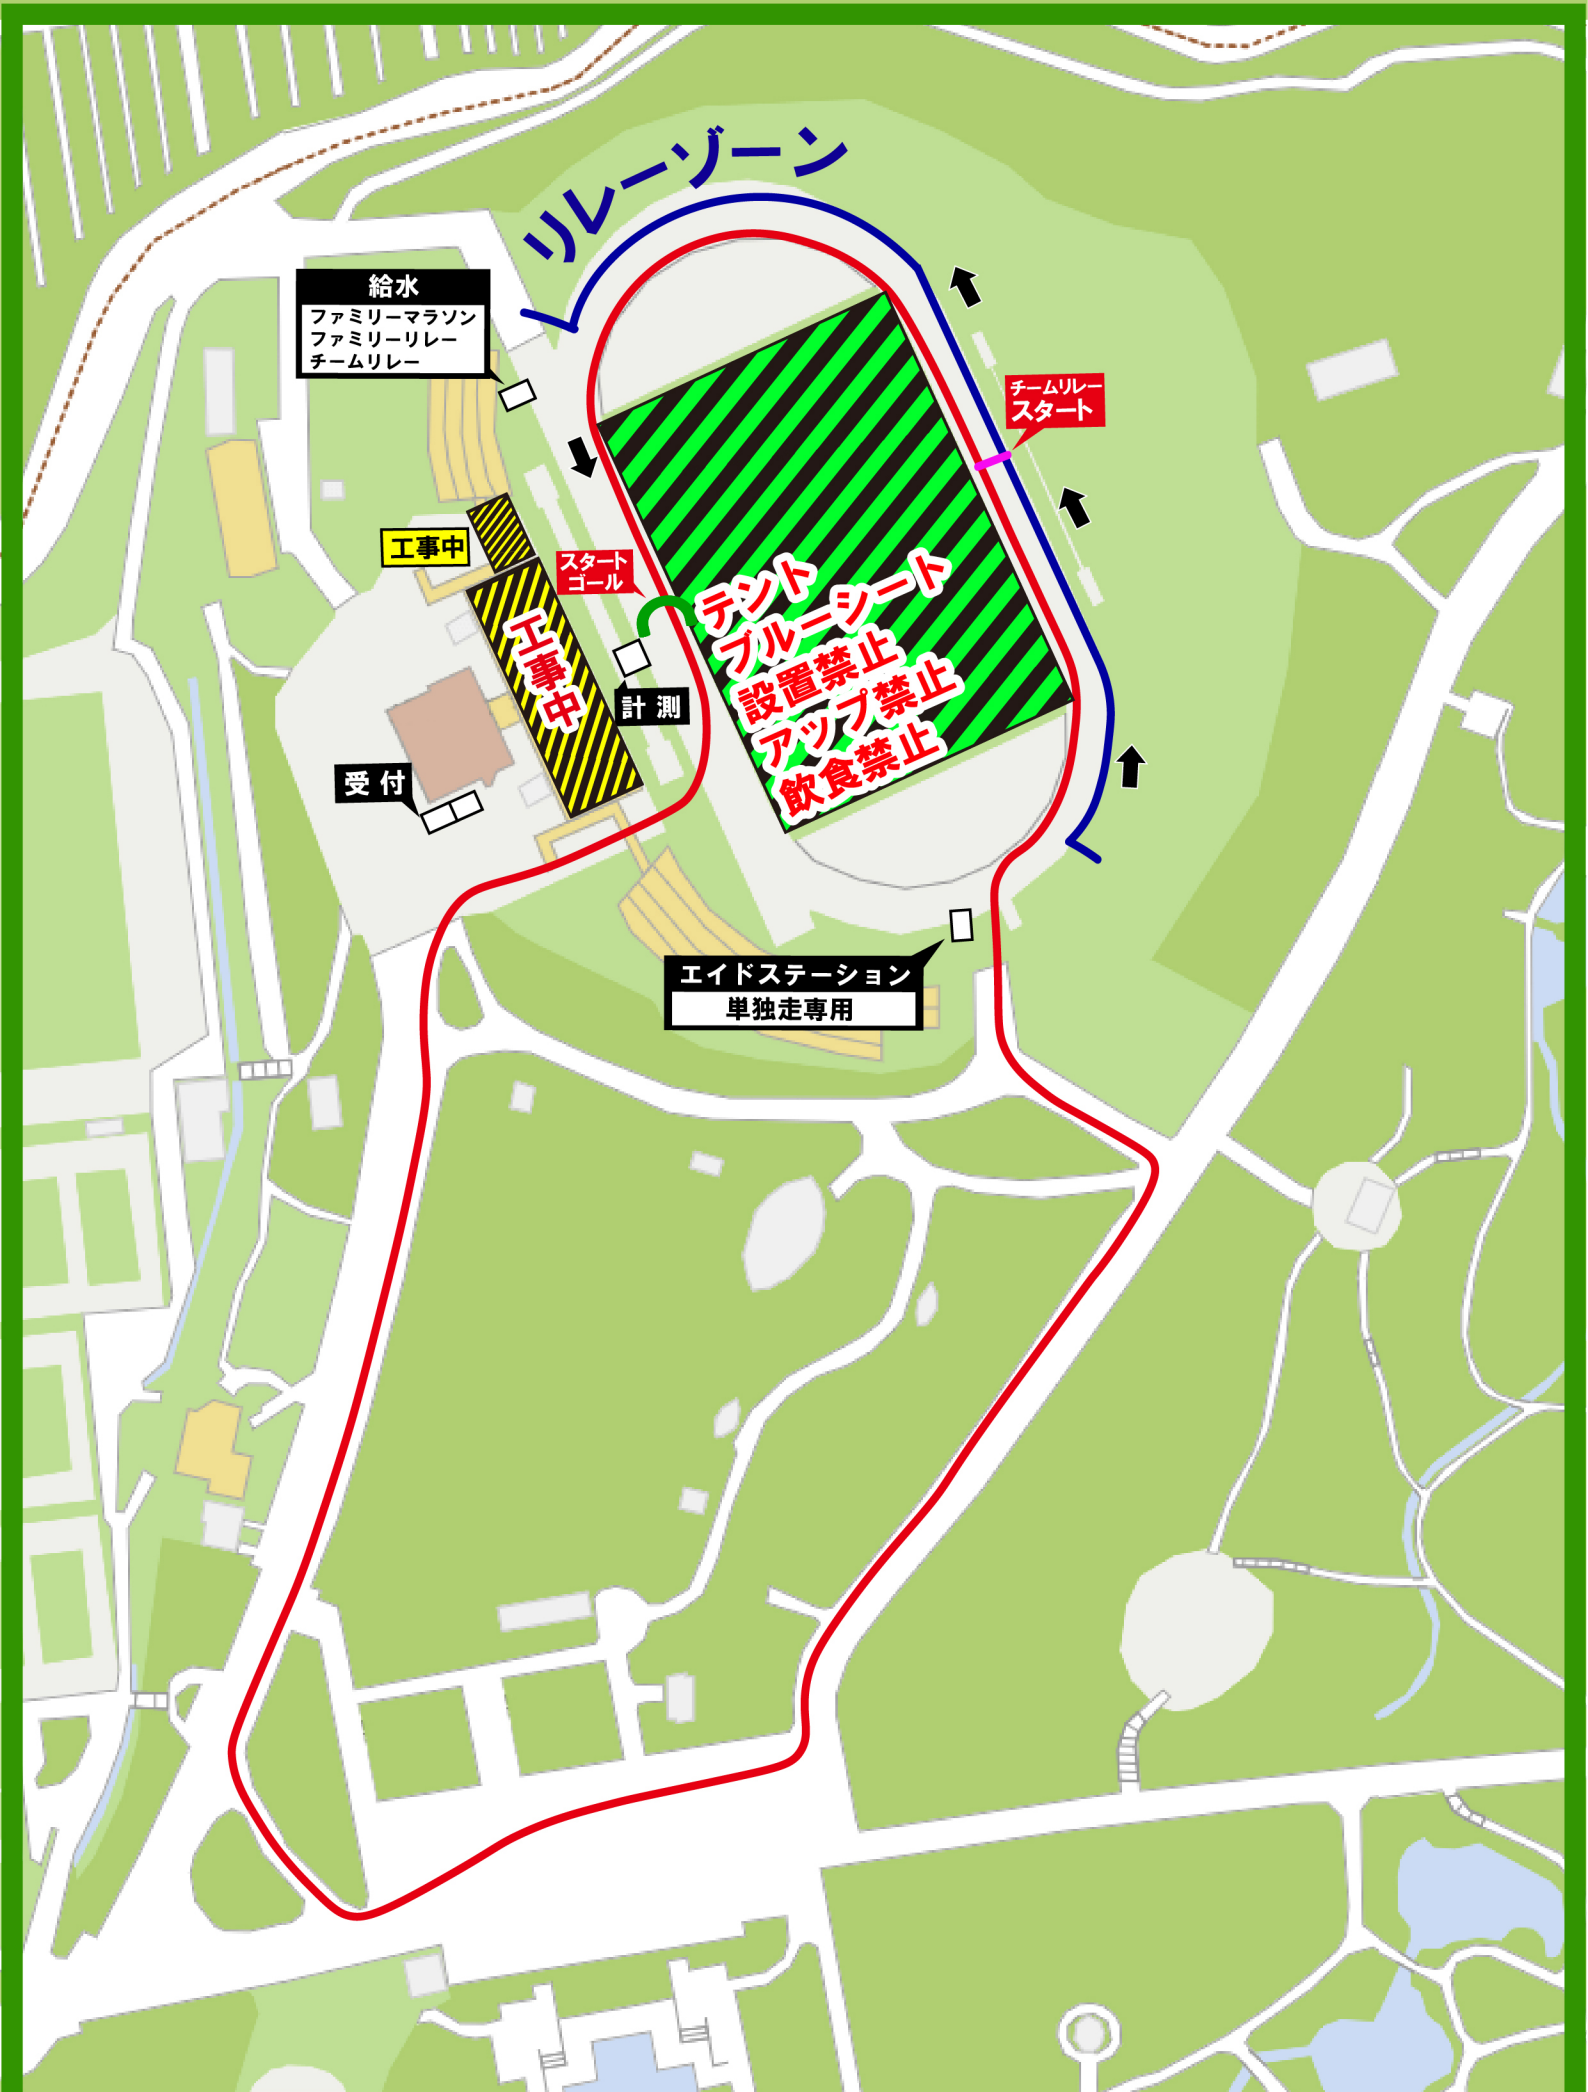 リレーゾーン
給水
ファミリーマラソン
ファミリーリレー
チームリレー
チームリレー
スタート
工事中
スタート
ゴール
工事中
テント
ブルーシート
設置禁止
アップ禁止
飲食禁止
計測
受付
エイドステーション
単独走専用